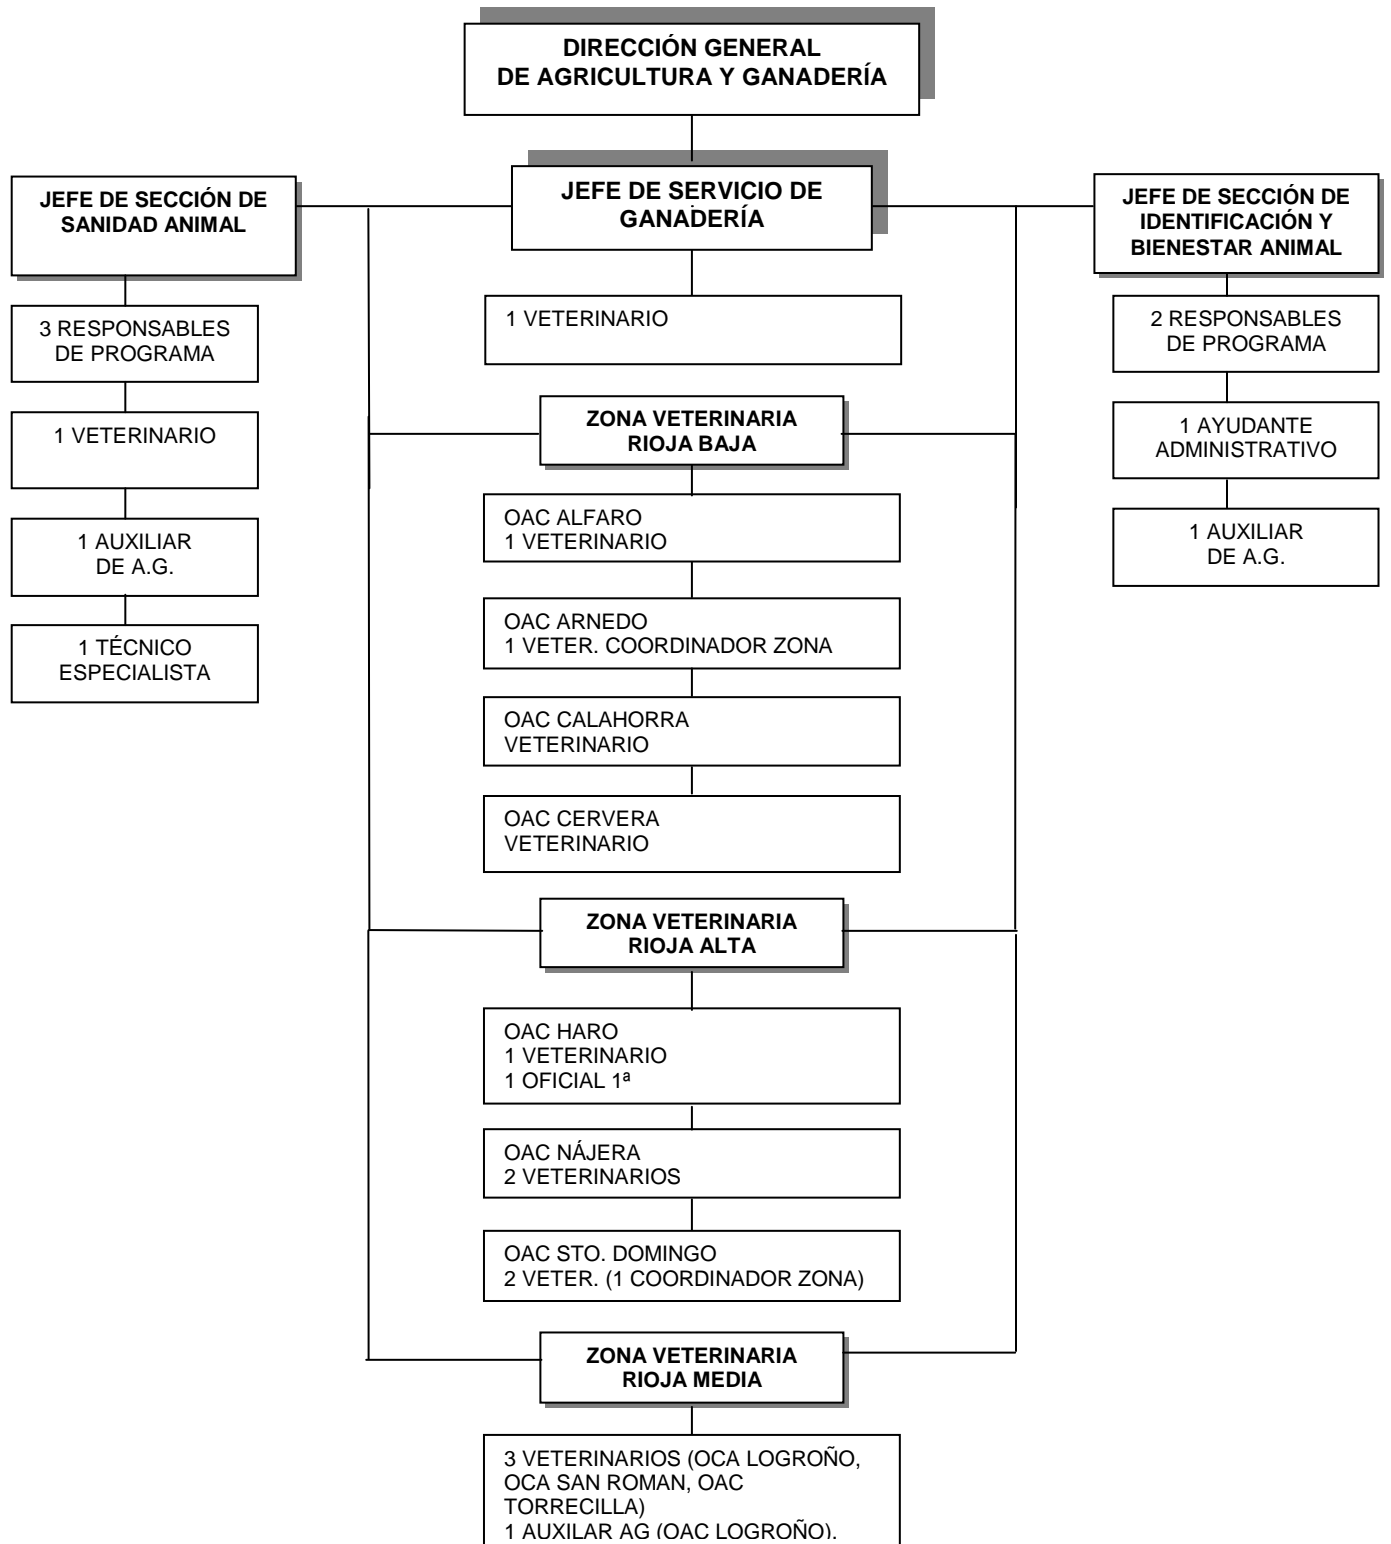 DIRECCIÓN GENERAL
DE AGRICULTURA Y GANADERÍA
JEFE DE SERVICIO DE
GANADERÍA
JEFE DE SECCIÓN DE
SANIDAD ANIMAL
JEFE DE SECCIÓN DE
IDENTIFICACIÓN Y
BIENESTAR ANIMAL
3 RESPONSABLES
DE PROGRAMA
1 VETERINARIO
1 AUXILIAR
DE A.G.
1 TÉCNICO
ESPECIALISTA
1 VETERINARIO
2 RESPONSABLES
DE PROGRAMA
1 AYUDANTE
ADMINISTRATIVO
1 AUXILIAR
DE A.G.
ZONA VETERINARIA
RIOJA BAJA
OAC ALFARO
1 VETERINARIO
OAC ARNEDO
1 VETER. COORDINADOR ZONA
OAC CALAHORRA
VETERINARIO
OAC CERVERA
VETERINARIO
ZONA VETERINARIA
RIOJA ALTA
OAC HARO
1 VETERINARIO
1 OFICIAL 1ª
OAC NÁJERA
2 VETERINARIOS
OAC STO. DOMINGO
2 VETER. (1 COORDINADOR ZONA)
ZONA VETERINARIA
RIOJA MEDIA
3 VETERINARIOS (OCA LOGROÑO,
OCA SAN ROMAN, OAC
TORRECILLA)
1 AUXILAR AG (OAC LOGROÑO).